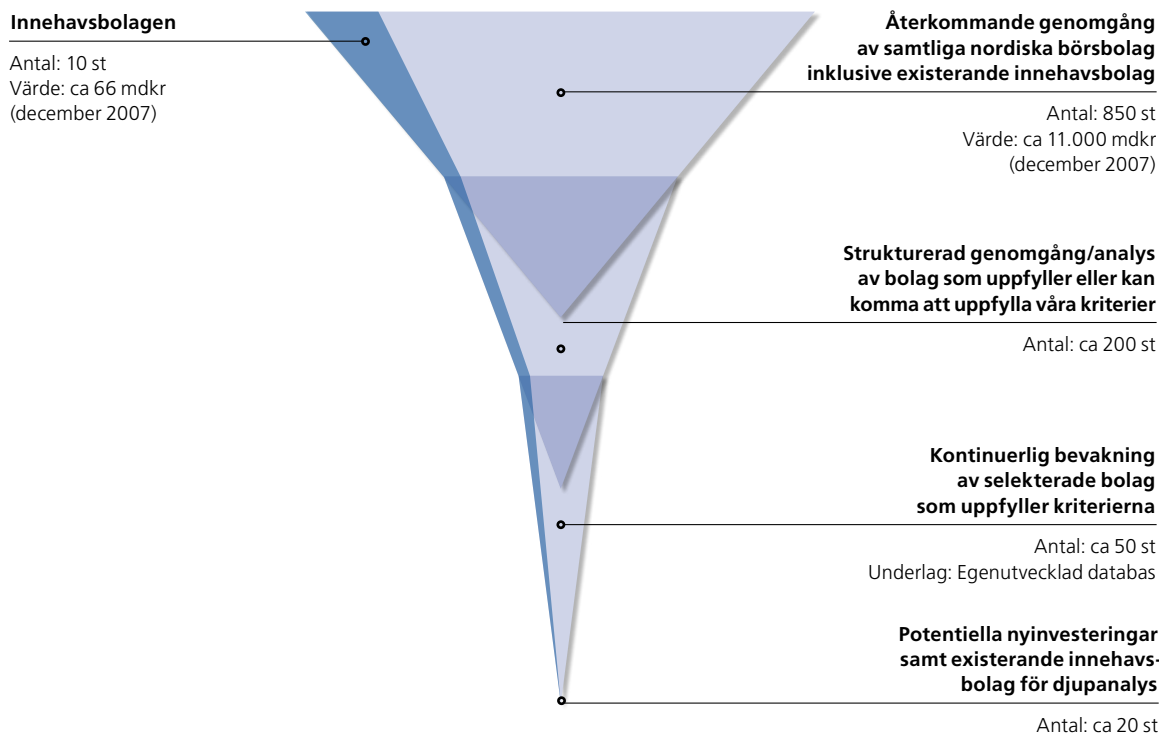 Innehavsbolagen
Antal: 10 st
Värde: ca 66 mdkr
(december 2007)
Återkommande genomgång
av samtliga nordiska börsbolag
inklusive existerande innehavsbolag
Antal: 850 st
Värde: ca 11.000 mdkr
(december 2007)
Strukturerad genomgång/analys
av bolag som uppfyller eller kan
komma att uppfylla våra kriterier
Antal: ca 200 st
Kontinuerlig bevakning
av selekterade bolag
som uppfyller kriterierna
Antal: ca 50 st
Underlag: Egenutvecklad databas
Potentiella nyinvesteringar
samt existerande innehavs-
bolag för djupanalys
Antal: ca 20 st